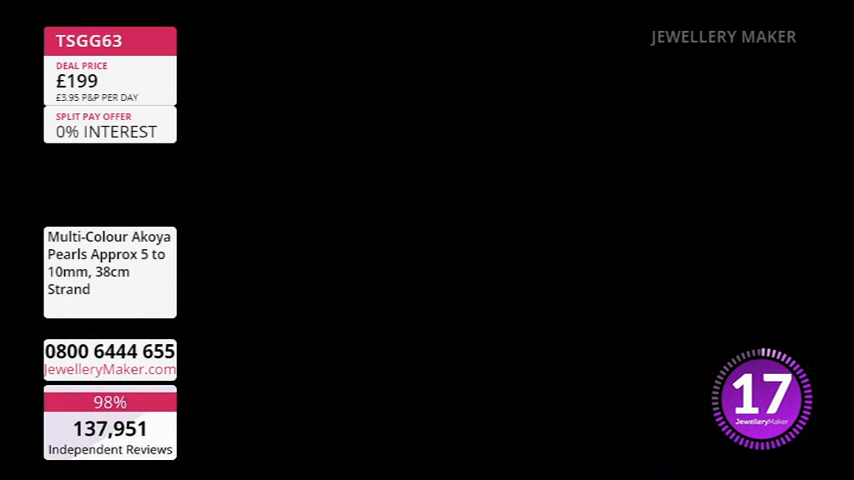 TSGG63
DEAL PRICE
£199
£3.95 P&P PER DAY
SPLIT PAY OFFER
0% INTEREST
JEWELLERY MAKER
Multi-Colour Akoya
Pearls Approx 5 to
10mm, 38cm
Strand
0800 6444 655
JewelleryMaker.com
98%
137,951
Independent Reviews
17
JewelleryMaker